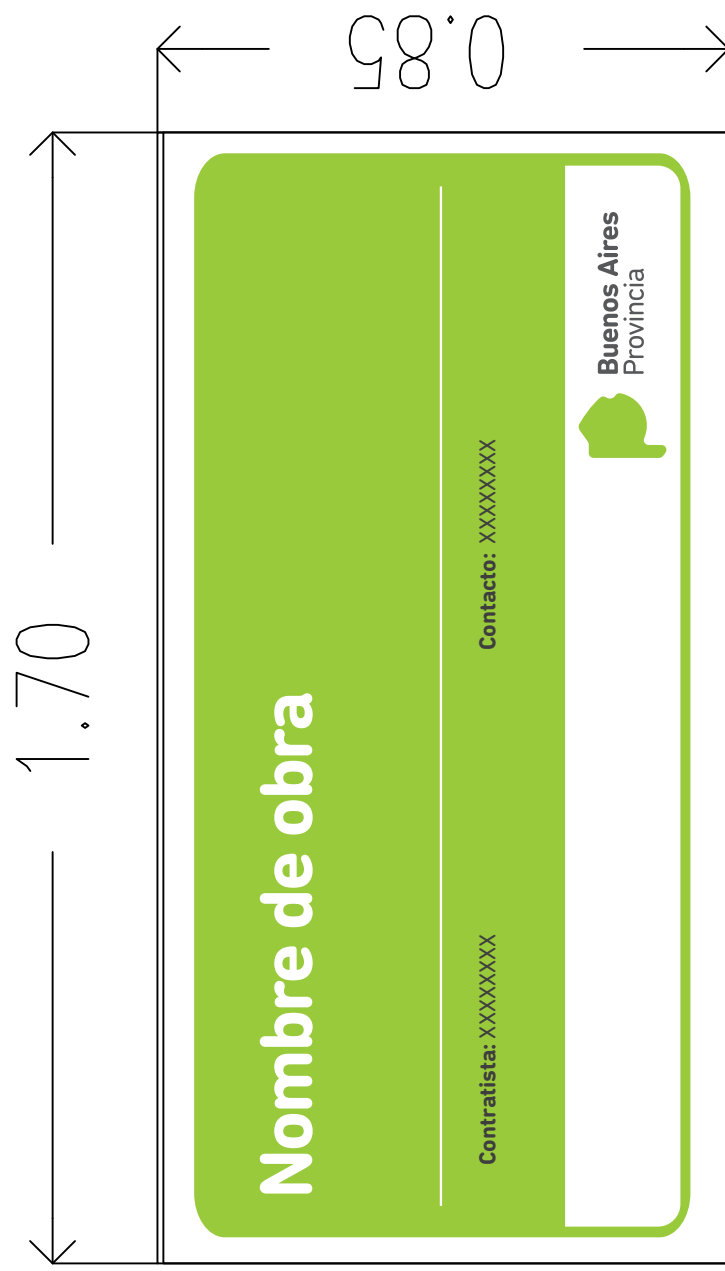 1.70
0.85
Nombre de obra
Contratista: XXXXXXXX
Contacto: XXXXXXXX
Buenos Aires
Provincia